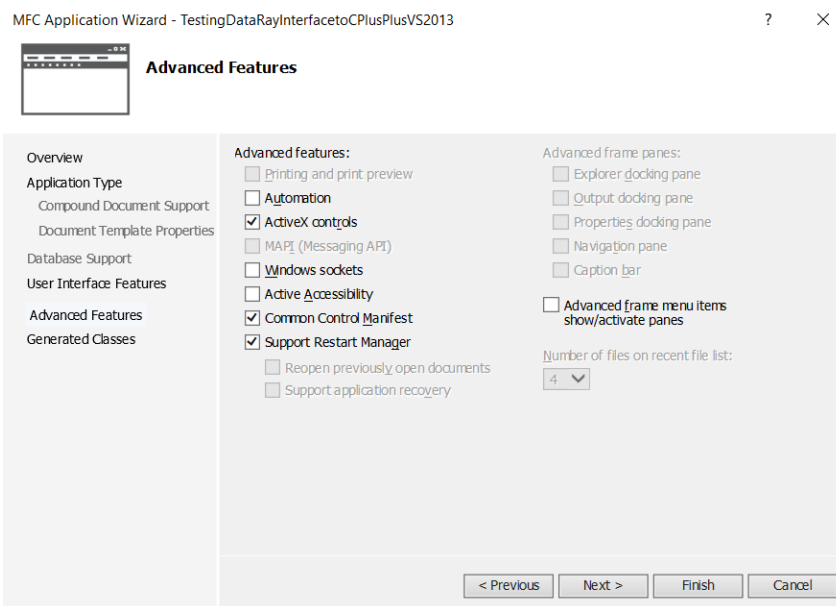 MFC Application Wizard - TestingDataRayInterfacetoCPlusPlusVS2013
Advanced Features
Overview
Application Type
Compound Document Support
Document Template Properties
Database Support
User Interface Features
Advanced Features
Generated Classes
Advanced features:
Printing and print preview
Automation
ActiveX controls
MAPI (Messaging API)
Windows sockets
Active Accessibility
Common Control Manifest
Support Restart Manager
Reopen previously open documents
Support application recovery
Advanced frame panes:
Explorer docking pane
Output docking pane
Properties docking pane
Navigation pane
Caption bar
Advanced frame menu items
show/activate panes
Number of files on recent file list:
4
< Previous
Next >
Finish
Cancel